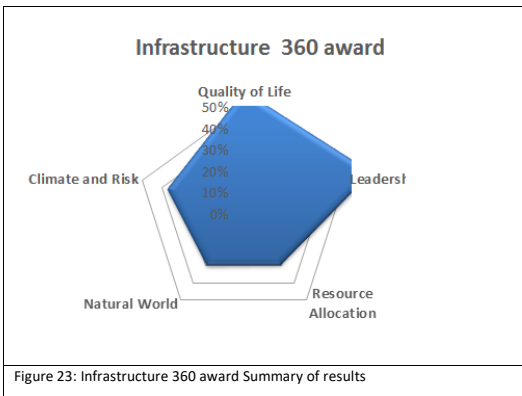 Infrastructure 360 award
Quality of Life
50%
40%
30%
20%
10%
0%
Climate and Risk
Leadersh
Natural World
Resource
Allocation
Figure 23: Infrastructure 360 award Summary of results